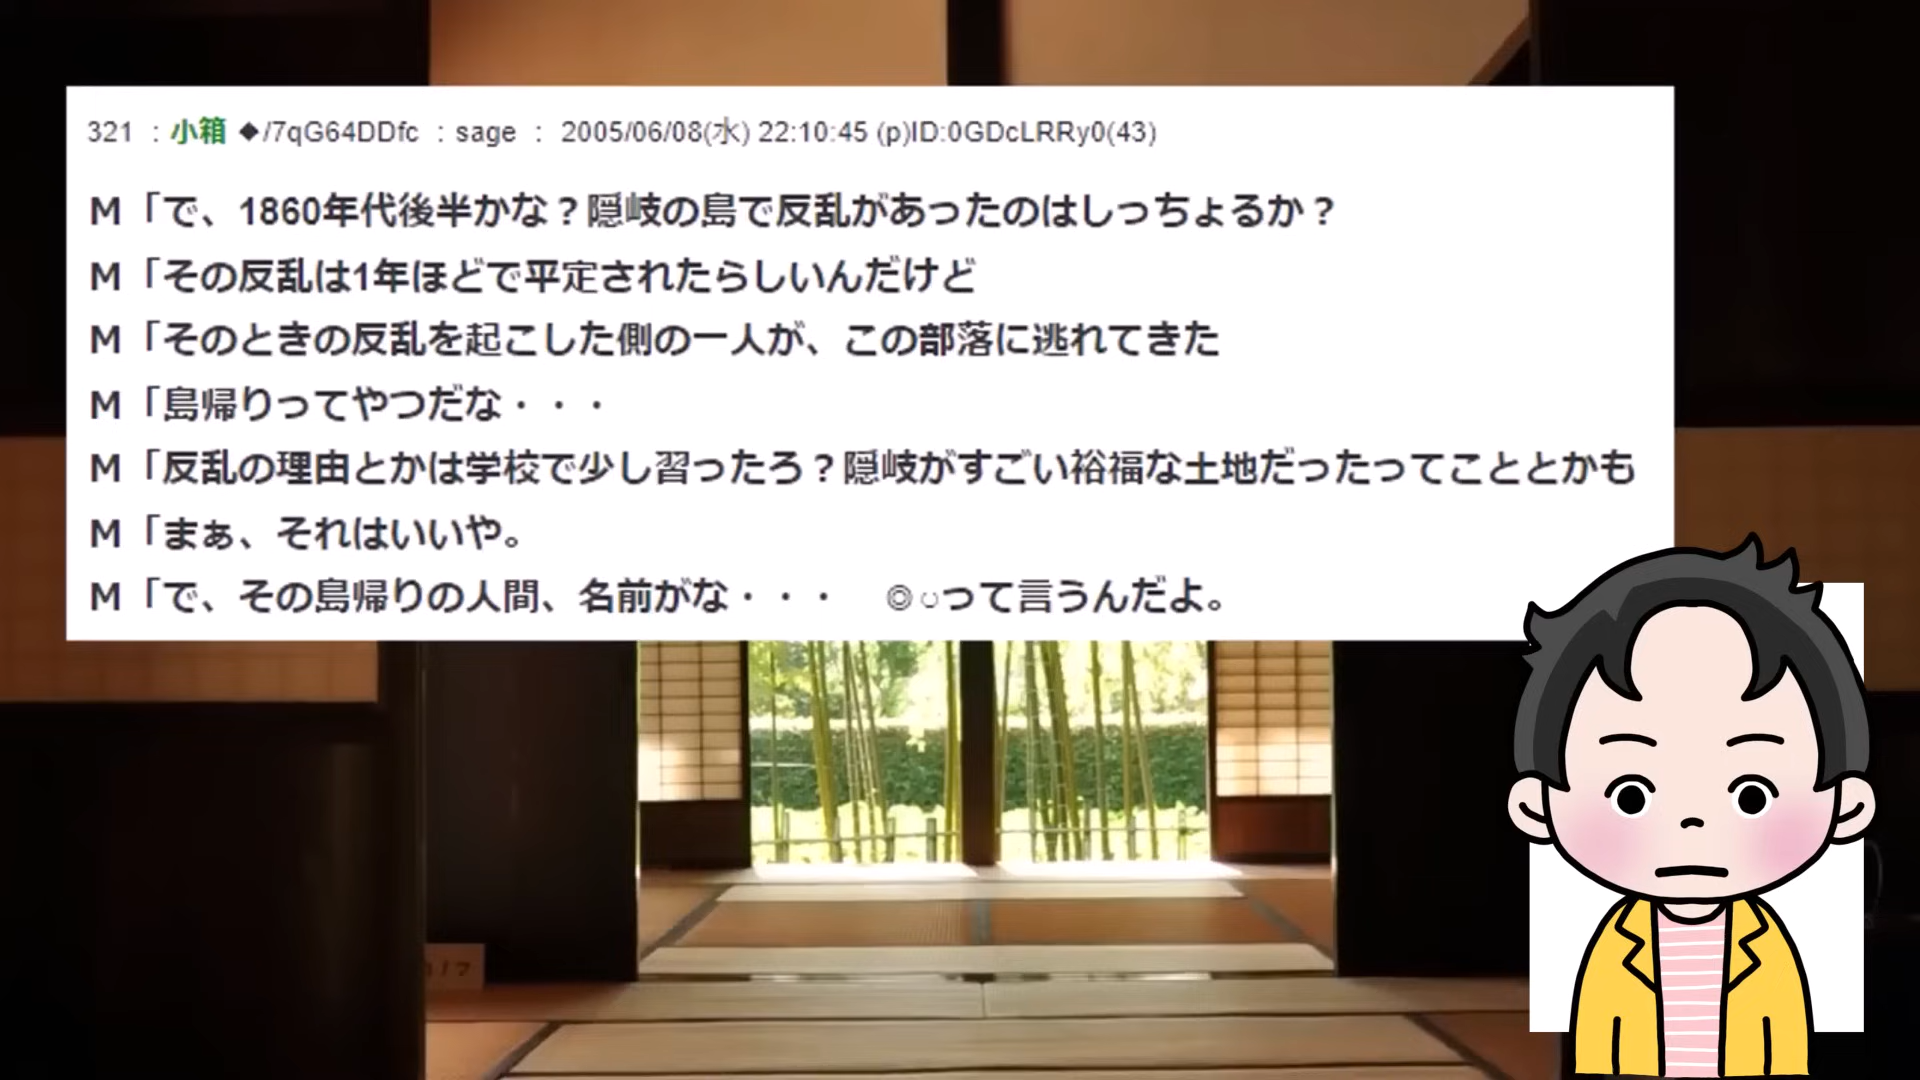 321 ：小箱 ◆/7qG64DDfc ：sage ： 2005/06/08(水) 22:10:45 (p)ID:0GDcLRRy0(43)
M「で、1860年代後半かな？隠岐の島で反乱があったのはしっちょるか？
M「その反乱は1年ほどで平定されたらしいんだけど
M「そのときの反乱を起こした側の一人が、この部落に逃れてきた
M「島帰りってやつだな・・・
M「反乱の理由とかは学校で少し習ったろ？隠岐がすごい裕福な土地だったってこととかも
M「まぁ、それはいいや。
M「で、その島帰りの人間、名前がな・・・　◎∪って言うんだよ。